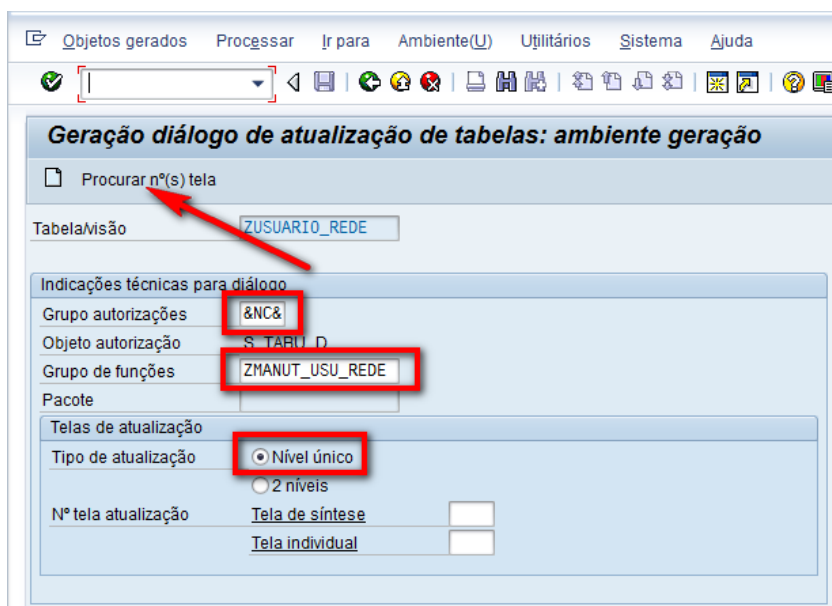 Objetos gerados Processar Ir para Ambiente(U) Utilitários Sistema Ajuda
Geração diálogo de atualização de tabelas: ambiente geração
Procurar nº(s) tela
Tabela/visão ZUSUARIO_REDE
Indicações técnicas para diálogo
Grupo autorizações &NC&
Objeto autorização S_TABU_D
Grupo de funções ZMANUT_USU_REDE
Pacote
Telas de atualização
Tipo de atualização Nível único
2 níveis
Nº tela atualização Tela de síntese
Tela individual